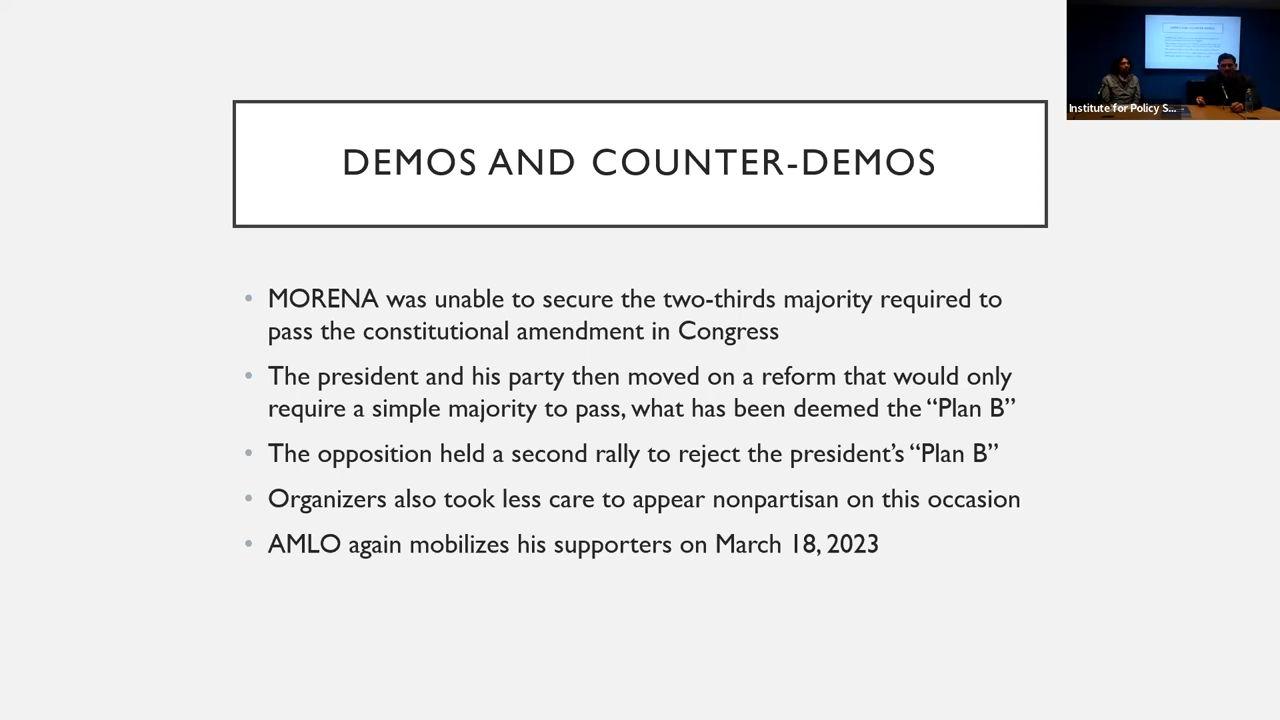 DEMOS AND COUNTER-DEMOS
• MORENA was unable to secure the two-thirds majority required to
pass the constitutional amendment in Congress
• The president and his party then moved on a reform that would only
require a simple majority to pass, what has been deemed the “Plan B”
• The opposition held a second rally to reject the president’s “Plan B”
• Organizers also took less care to appear nonpartisan on this occasion
• AMLO again mobilizes his supporters on March 18, 2023
Institute for Policy S...